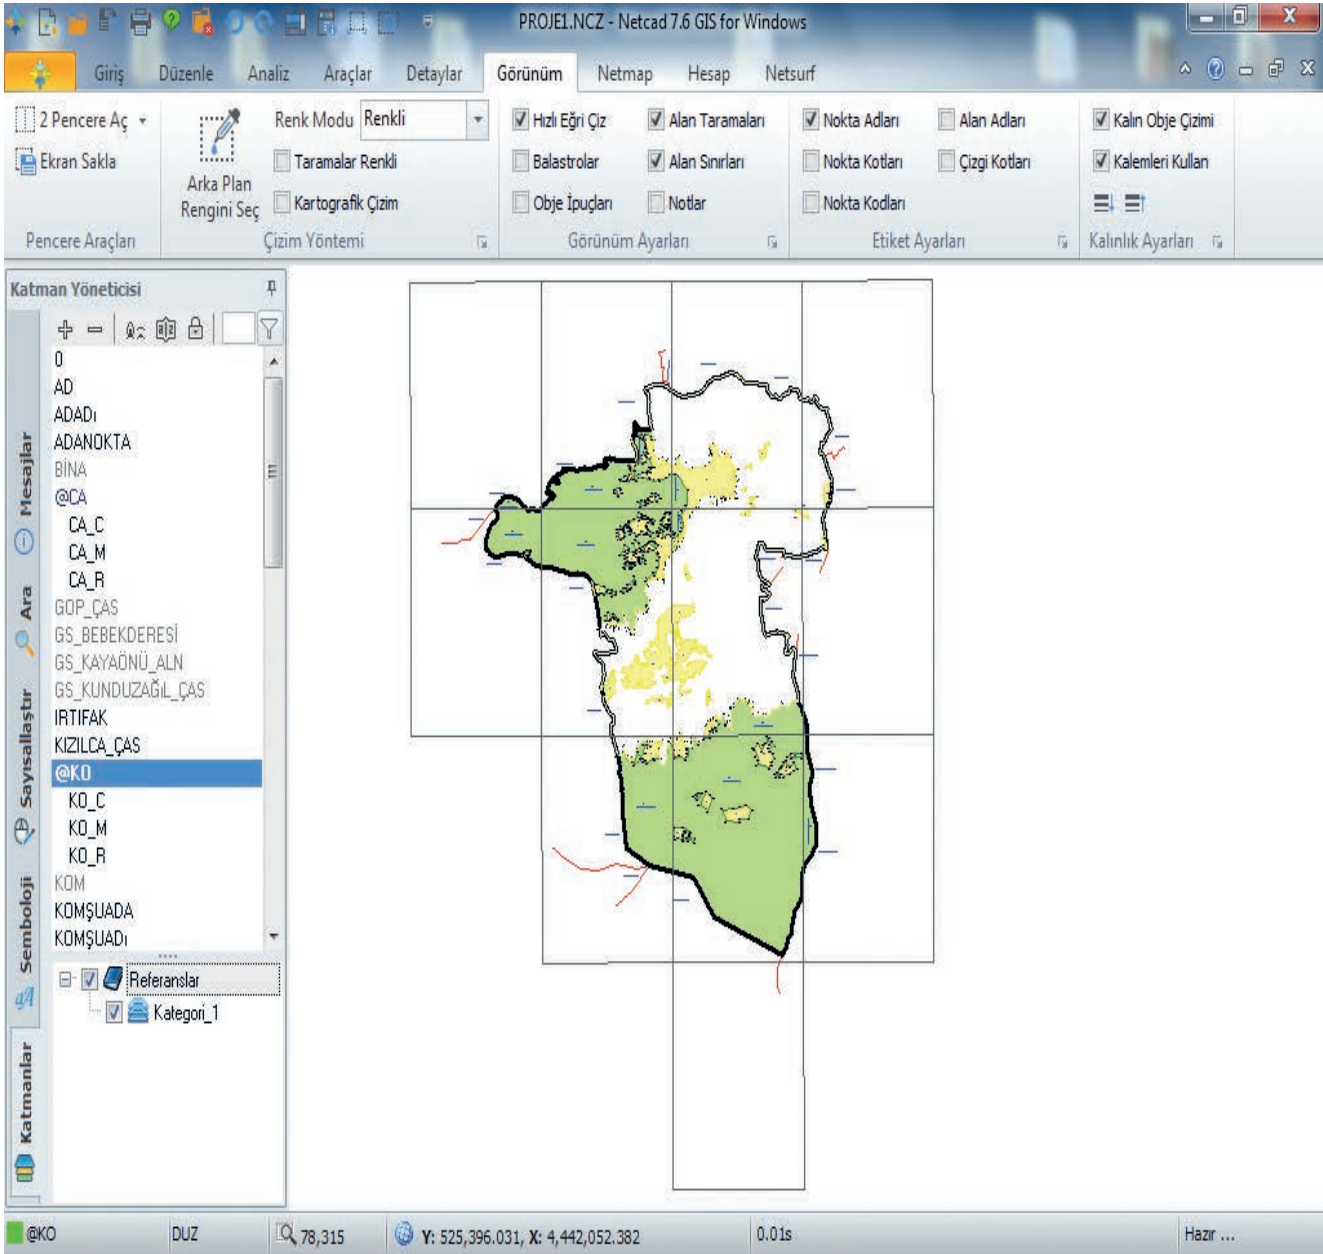 PROJE1.NCZ - Netcad 7.6 GIS for Windows
Giriş Düzenle Analiz Araçlar Detaylar Görünüm Netmap Hesap Netsurf
2 Pencere Aç
Ekran Sakla
Pencere Araçları
Arka Plan
Rengini Seç
Renk Modu Renkli
Taramalar Renkli
Kartografik Çizim
Çizim Yöntemi
Hızlı Eğri Çiz
Alan Taramaları
Balastrolar
Alan Sınırları
Obje İpuçları
Notlar
Görünüm Ayarları
Nokta Adları
Alan Adları
Nokta Kotları
Çizgi Kotları
Nokta Kodları
Etiket Ayarları
Kalın Obje Çizimi
Kalemleri Kullan
Kalınlık Ayarları
Katman Yöneticisi
0
AD
ADADı
ADANOKTA
BİNA
@CA
CA_C
CA_M
CA_R
GOP_ÇAS
GS_BEBEKDERESİ
GS_KAYAÖNÜ_ALN
GS_KUNDUZAĞıL_ÇAS
IRTIFAK
KIZILCA_ÇAS
@KO
KO_C
KO_M
KO_R
KOM
KOMŞUADA
KOMŞUADı
Referanslar
Kategori_1
Mesajlar
Ara
Sayısallaştır
Semboloji
Katmanlar
@KO DUZ 78,315 Y: 525,396.031, X: 4,442,052.382 0.01s Hazır ...